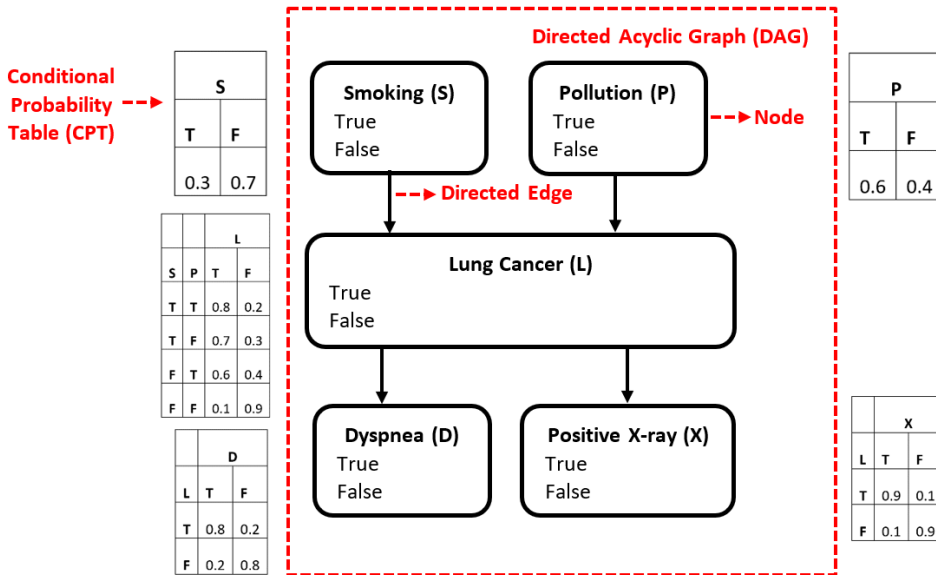 Directed Acyclic Graph (DAG)
Conditional
Probability
Table (CPT)
S
T F
0.3 0.7
Smoking (S)
True
False
Pollution (P)
True
False
Node
P
T F
0.6 0.4
Directed Edge
L
S P T F
T T 0.8 0.2
T F 0.7 0.3
F T 0.6 0.4
F F 0.1 0.9
Lung Cancer (L)
True
False
D
L T F
T 0.8 0.2
F 0.2 0.8
Dyspnea (D)
True
False
Positive X-ray (X)
True
False
X
L T F
T 0.9 0.1
F 0.1 0.9